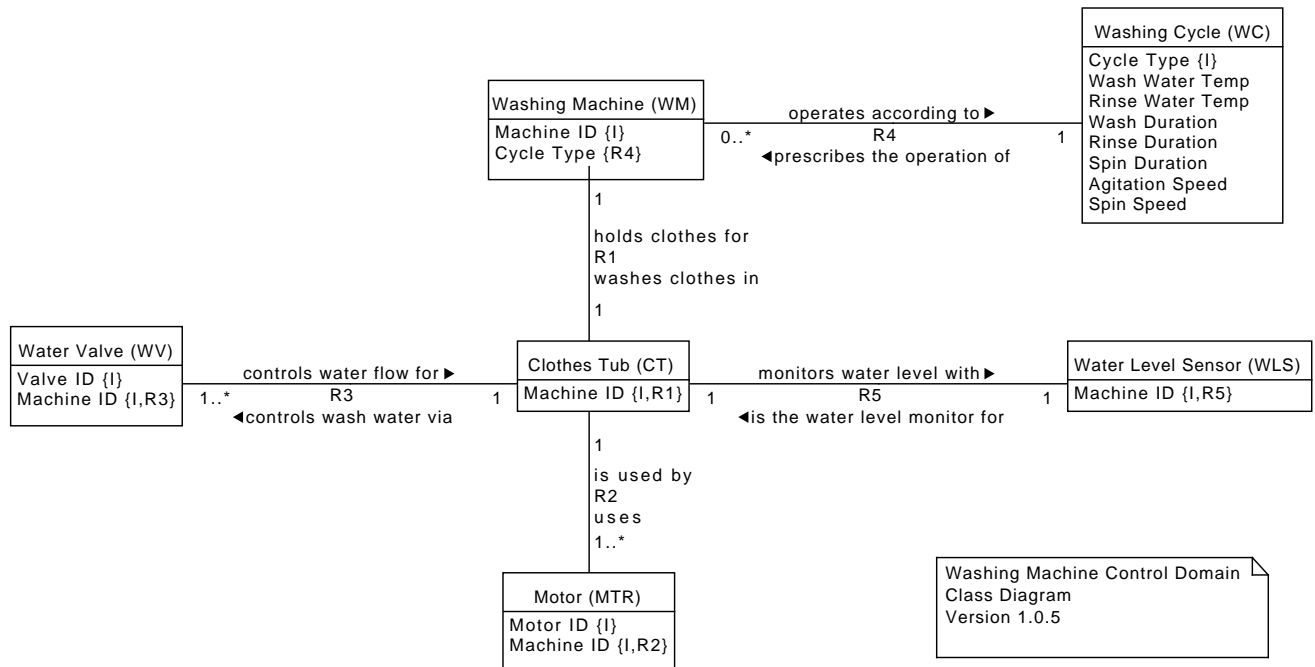 Washing Cycle (WC)
Cycle Type {I}
Wash Water Temp
Rinse Water Temp
Wash Duration
Rinse Duration
Spin Duration
Agitation Speed
Spin Speed
Washing Machine (WM)
Machine ID {I}
Cycle Type {R4}
operates according to ►
0..* R4 1
◄prescribes the operation of
1
holds clothes for
R1
washes clothes in
1
Water Valve (WV)
Valve ID {I}
Machine ID {I,R3}
controls water flow for ►
1..* R3 1
◄controls wash water via
Clothes Tub (CT)
Machine ID {I,R1}
monitors water level with►
1 R5 1
◄is the water level monitor for
Water Level Sensor (WLS)
Machine ID {I,R5}
1
is used by
R2
uses
1..*
Motor (MTR)
Motor ID {I}
Machine ID {I,R2}
Washing Machine Control Domain
Class Diagram
Version 1.0.5